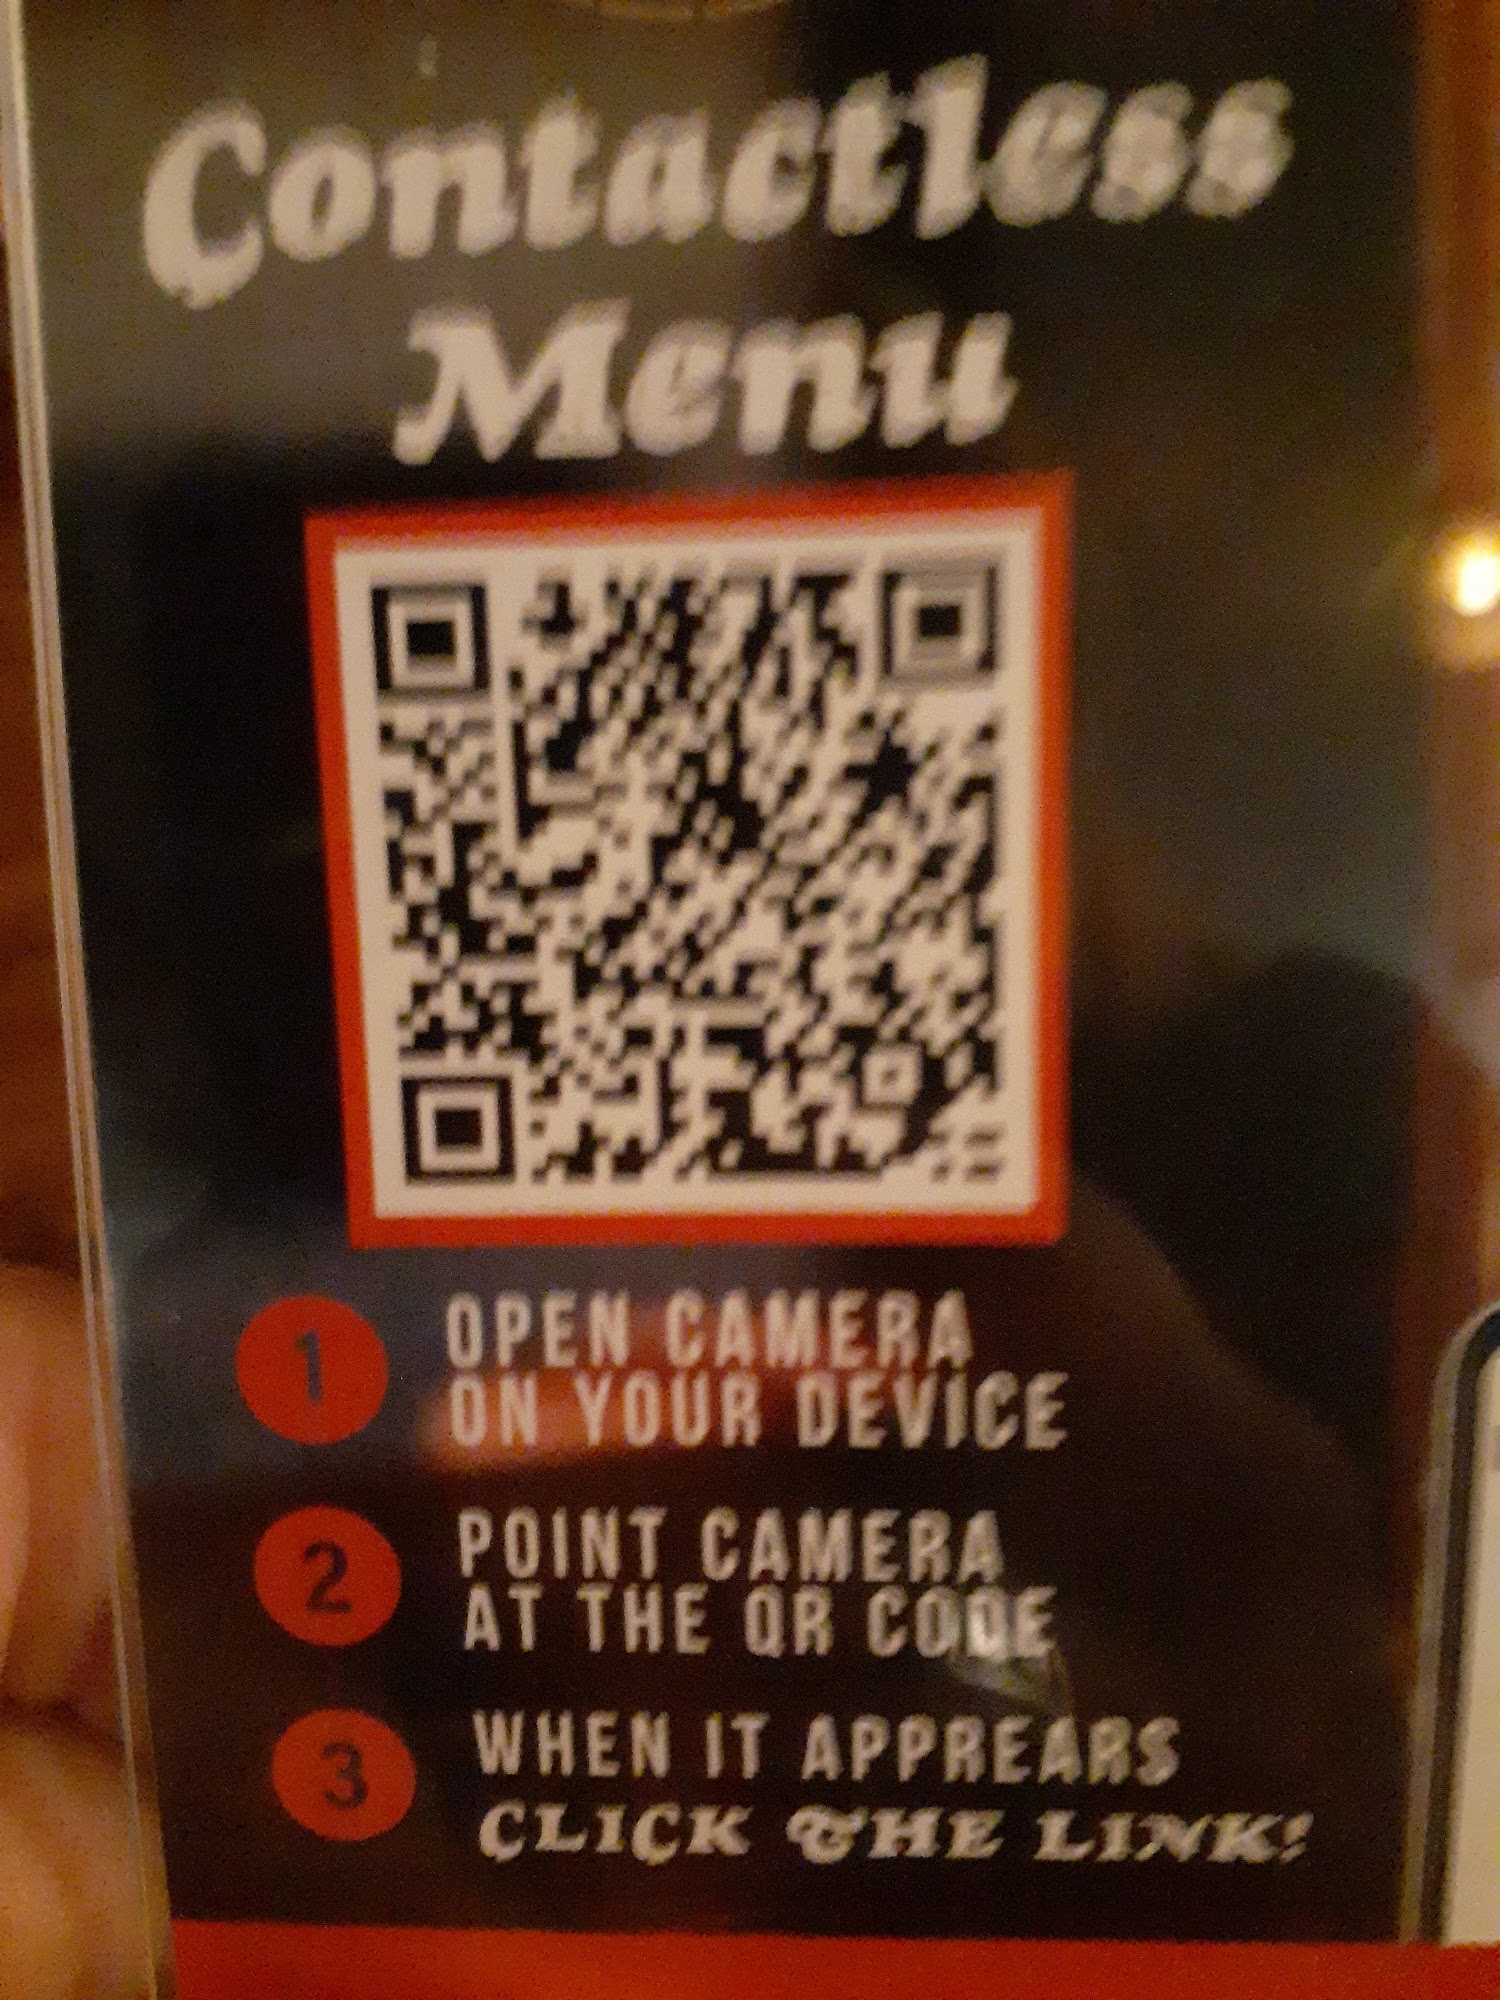 Contactless
Menu
1
OPEN CAMERA
ON YOUR DEVICE
2
POINT CAMERA
AT THE QR CODE
3
WHEN IT APPREARS
CLICK THE LINK!